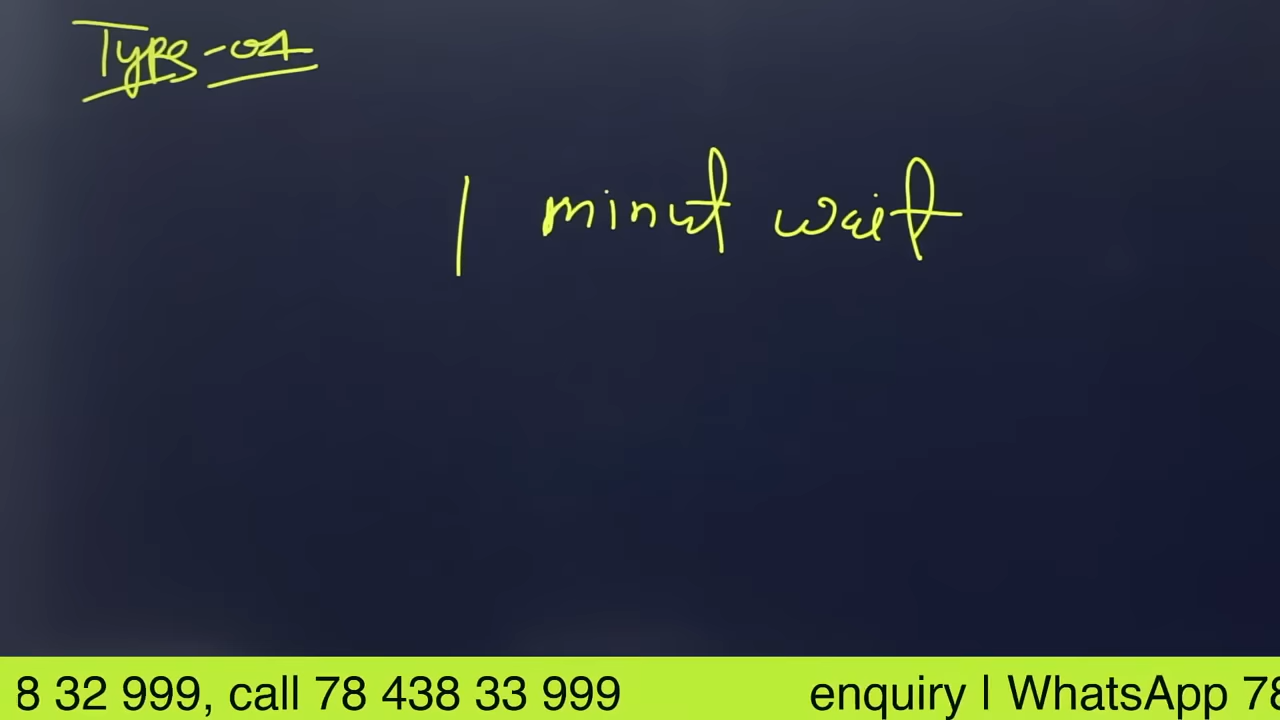 Type-04
1 minut wait
8 32 999, call 78 438 33 999 enquiry | WhatsApp 78